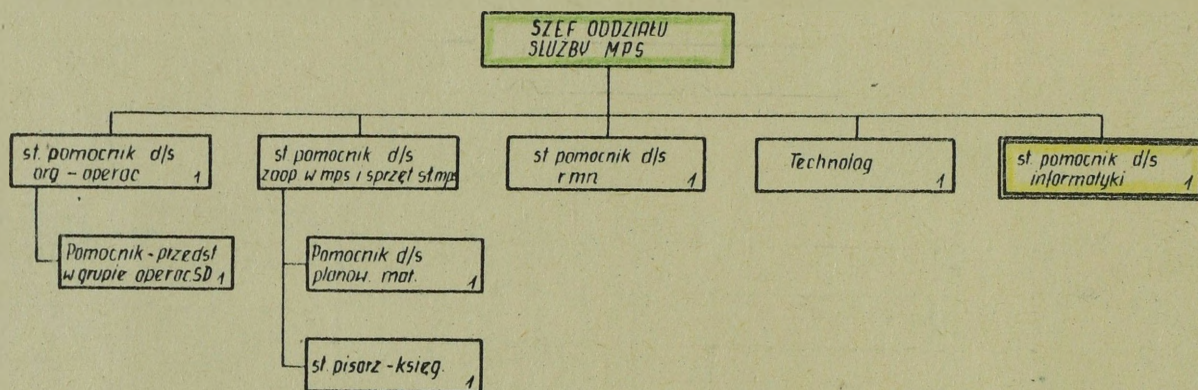 SZEF ODDZIAŁU
SŁUŻBY MPS
st. pomocnik d/s
org - operac
1
st pomocnik d/s
zaop w mps i sprzęt sł.mps
1
st pomocnik d/s
rmn
1
Technolog
1
st. pomocnik d/s
informatyki
1
Pomocnik - przedst
w grupie operac.SD 1
Pomocnik d/s
planow. mat.
1
st. pisarz - księg.
1